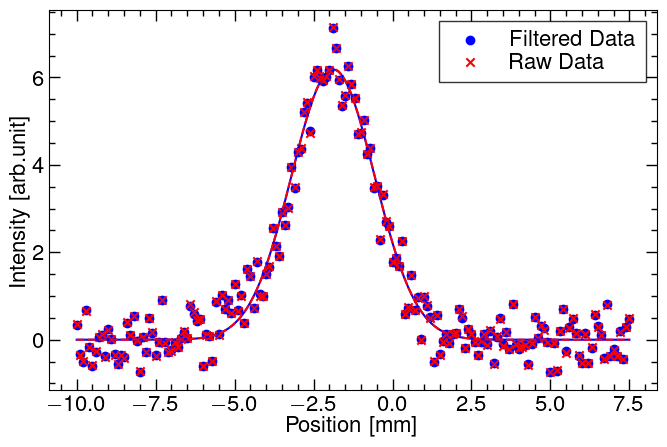 Filtered Data
Raw Data
Intensity [arb.unit]
6
4
2
0
−10.0 −7.5 −5.0 −2.5 0.0 2.5 5.0 7.5
Position [mm]